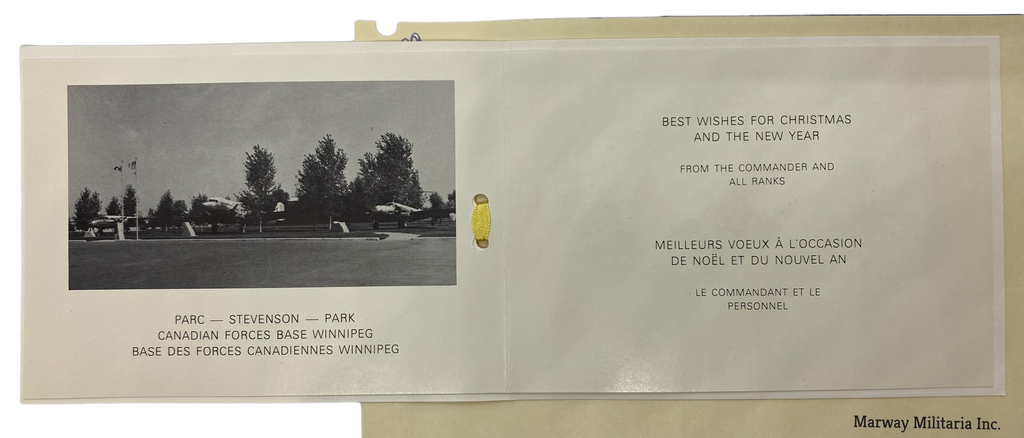 PARC — STEVENSON — PARK
CANADIAN FORCES BASE WINNIPEG
BASE DES FORCES CANADIENNES WINNIPEG
BEST WISHES FOR CHRISTMAS
AND THE NEW YEAR
FROM THE COMMANDER AND
ALL RANKS
MEILLEURS VOEUX À L'OCCASION
DE NOËL ET DU NOUVEL AN
LE COMMANDANT ET LE
PERSONNEL
Marway Militaria Inc.